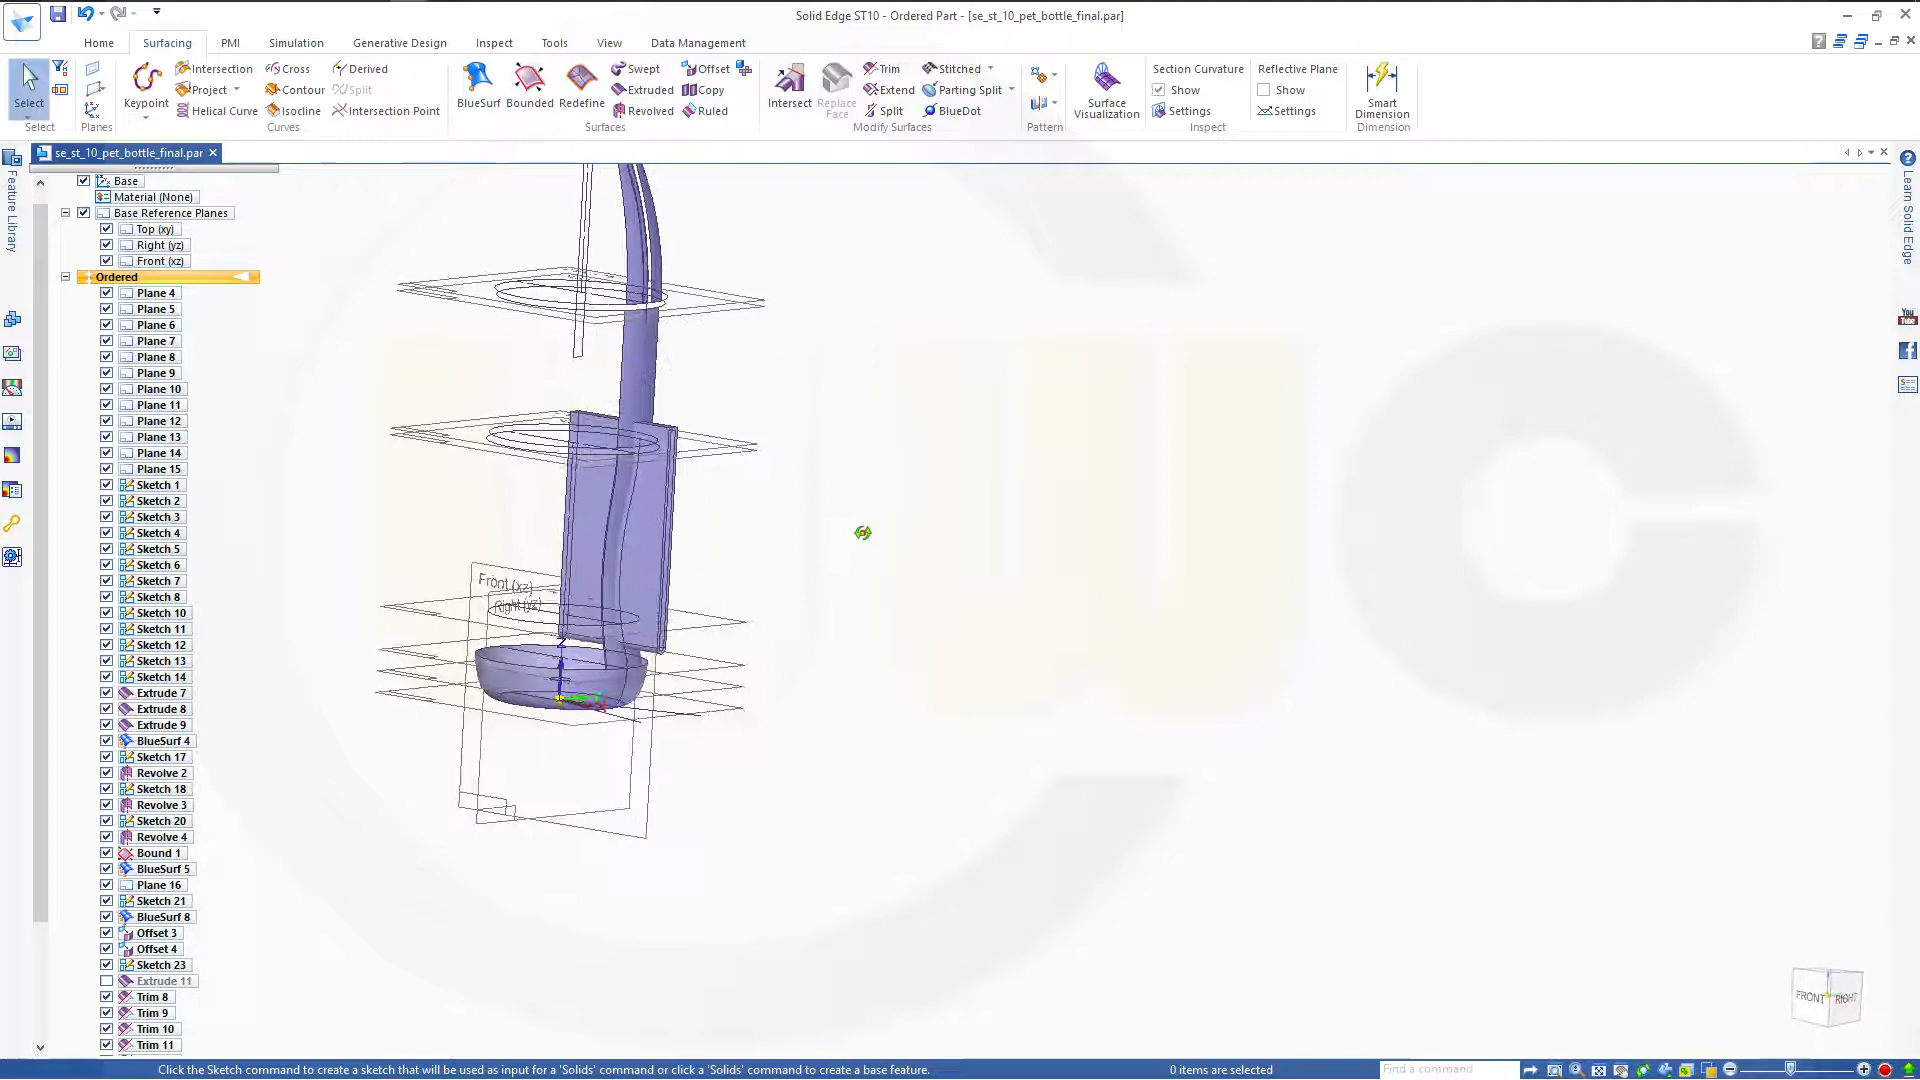 Solid Edge ST10 - Ordered Part - [se_st_10_pet_bottle_final.par]
Home Surfacing PMI Simulation Generative Design Inspect Tools View Data Management
Select
Select
Planes
Keypoint
Intersection
Project
Helical Curve
Cross
Contour
Isocline
Derived
Split
Intersection Point
Curves
BlueSurf
Bounded
Redefine
Swept
Extruded
Revolved
Offset
Copy
Ruled
Surfaces
Intersect
Replace
Face
Trim
Extend
Split
Stitched
Parting Split
BlueDot
Modify Surfaces
Pattern
Surface
Visualization
Section Curvature
Show
Settings
Inspect
Reflective Plane
Show
Settings
Smart
Dimension
Dimension
se_st_10_pet_bottle_final.par
Feature Library
Learn Solid Edge
Base
Material (None)
Base Reference Planes
Top (xy)
Right (yz)
Front (xz)
Ordered
Plane 4
Plane 5
Plane 6
Plane 7
Plane 8
Plane 9
Plane 10
Plane 11
Plane 12
Plane 13
Plane 14
Plane 15
Sketch 1
Sketch 2
Sketch 3
Sketch 4
Sketch 5
Sketch 6
Sketch 7
Sketch 8
Sketch 10
Sketch 11
Sketch 12
Sketch 13
Sketch 14
Extrude 7
Extrude 8
Extrude 9
BlueSurf 4
Sketch 17
Revolve 2
Sketch 18
Revolve 3
Sketch 20
Revolve 4
Bound 1
BlueSurf 5
Plane 16
Sketch 21
BlueSurf 8
Offset 3
Offset 4
Sketch 23
Extrude 11
Trim 8
Trim 9
Trim 10
Trim 11
Front (xz)
Right (yz)
Z
FRONT RIGHT
You
Tube
Click the Sketch command to create a sketch that will be used as input for a 'Solids' command or click a 'Solids' command to create a base feature.
0 items are selected
Find a command